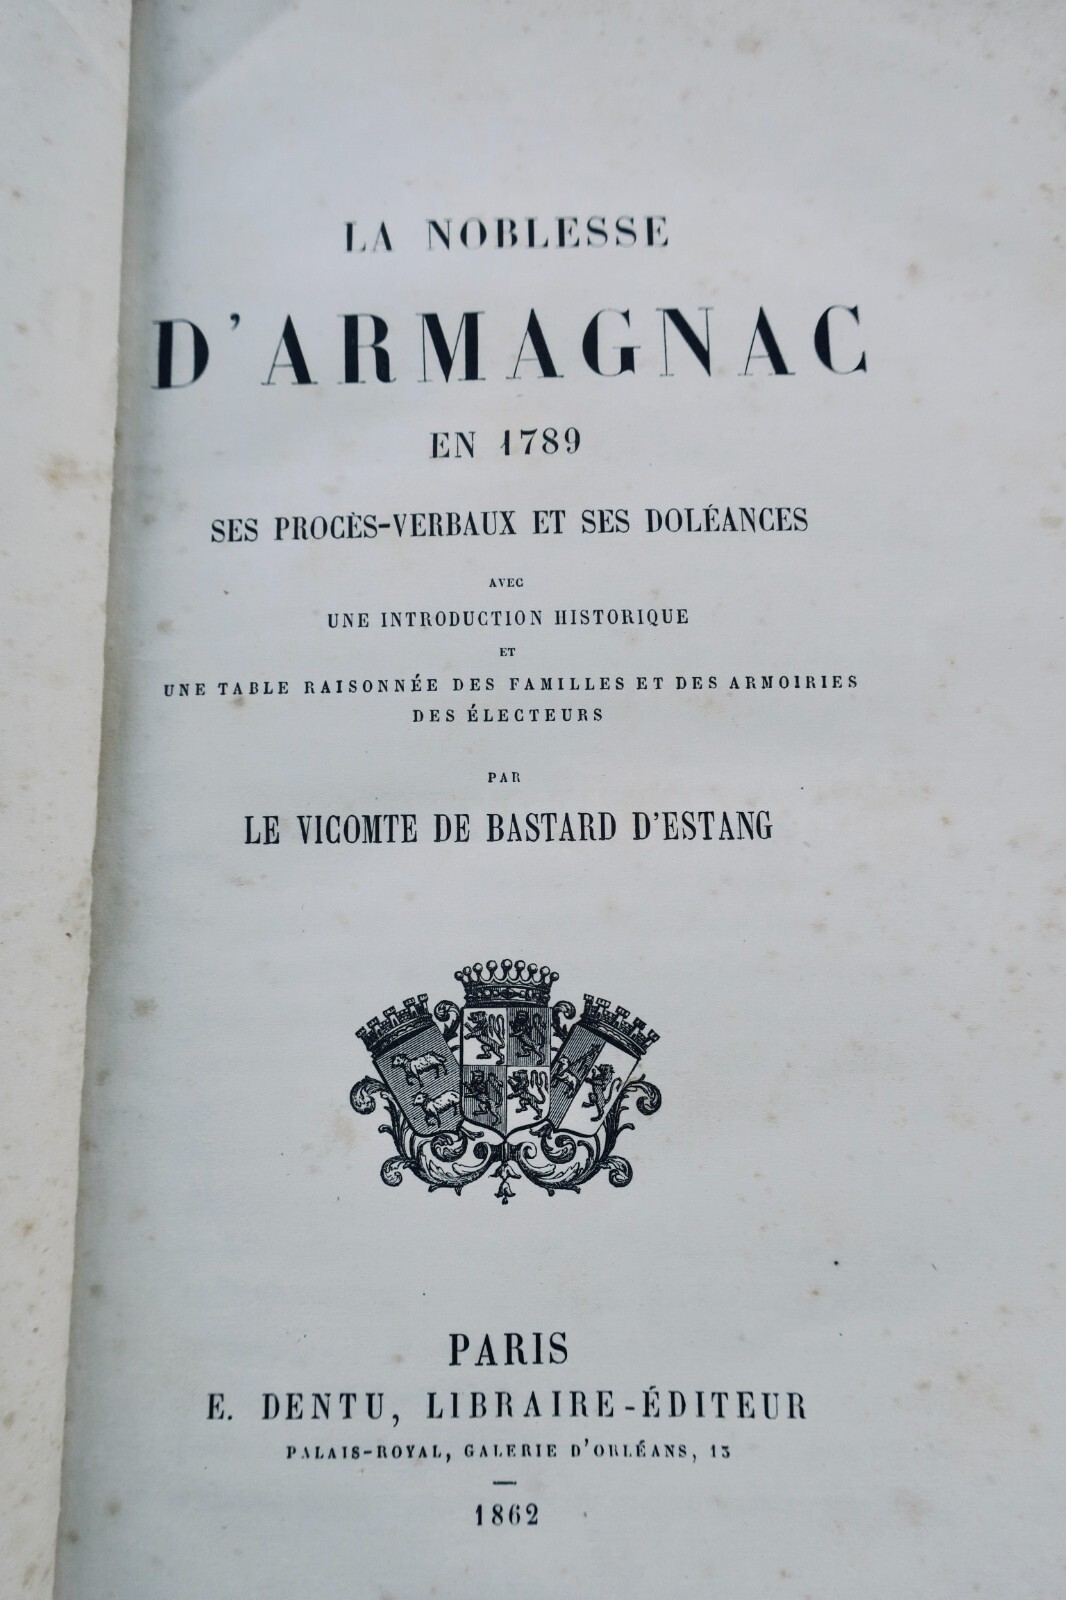 LA NOBLESSE
D'ARMAGNAC
EN 1789
SES PROCÈS-VERBAUX ET SES DOLÉANCES
AVEC
UNE INTRODUCTION HISTORIQUE
ET
UNE TABLE RAISONNÉE DES FAMILLES ET DES ARMOIRIES
DES ÉLECTEURS
PAR
LE VICOMTE DE BASTARD D'ESTANG
PARIS
E. DENTU, LIBRAIRE-ÉDITEUR
PALAIS-ROYAL, GALERIE D'ORLÉANS, 13
1862